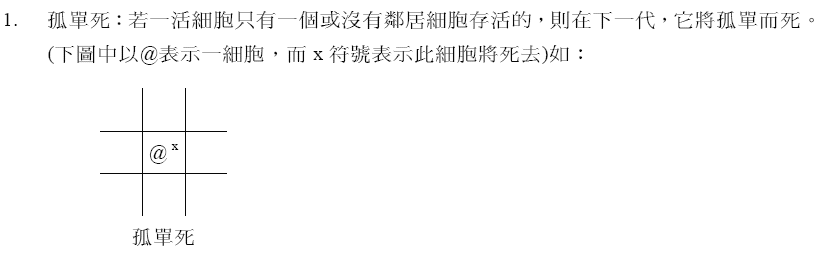 1. 孤單死：若一活細胞只有一個或沒有鄰居細胞存活的，則在下一代，它將孤單而死。
(下圖中以@表示一細胞，而 x 符號表示此細胞將死去)如：
@ x
孤單死